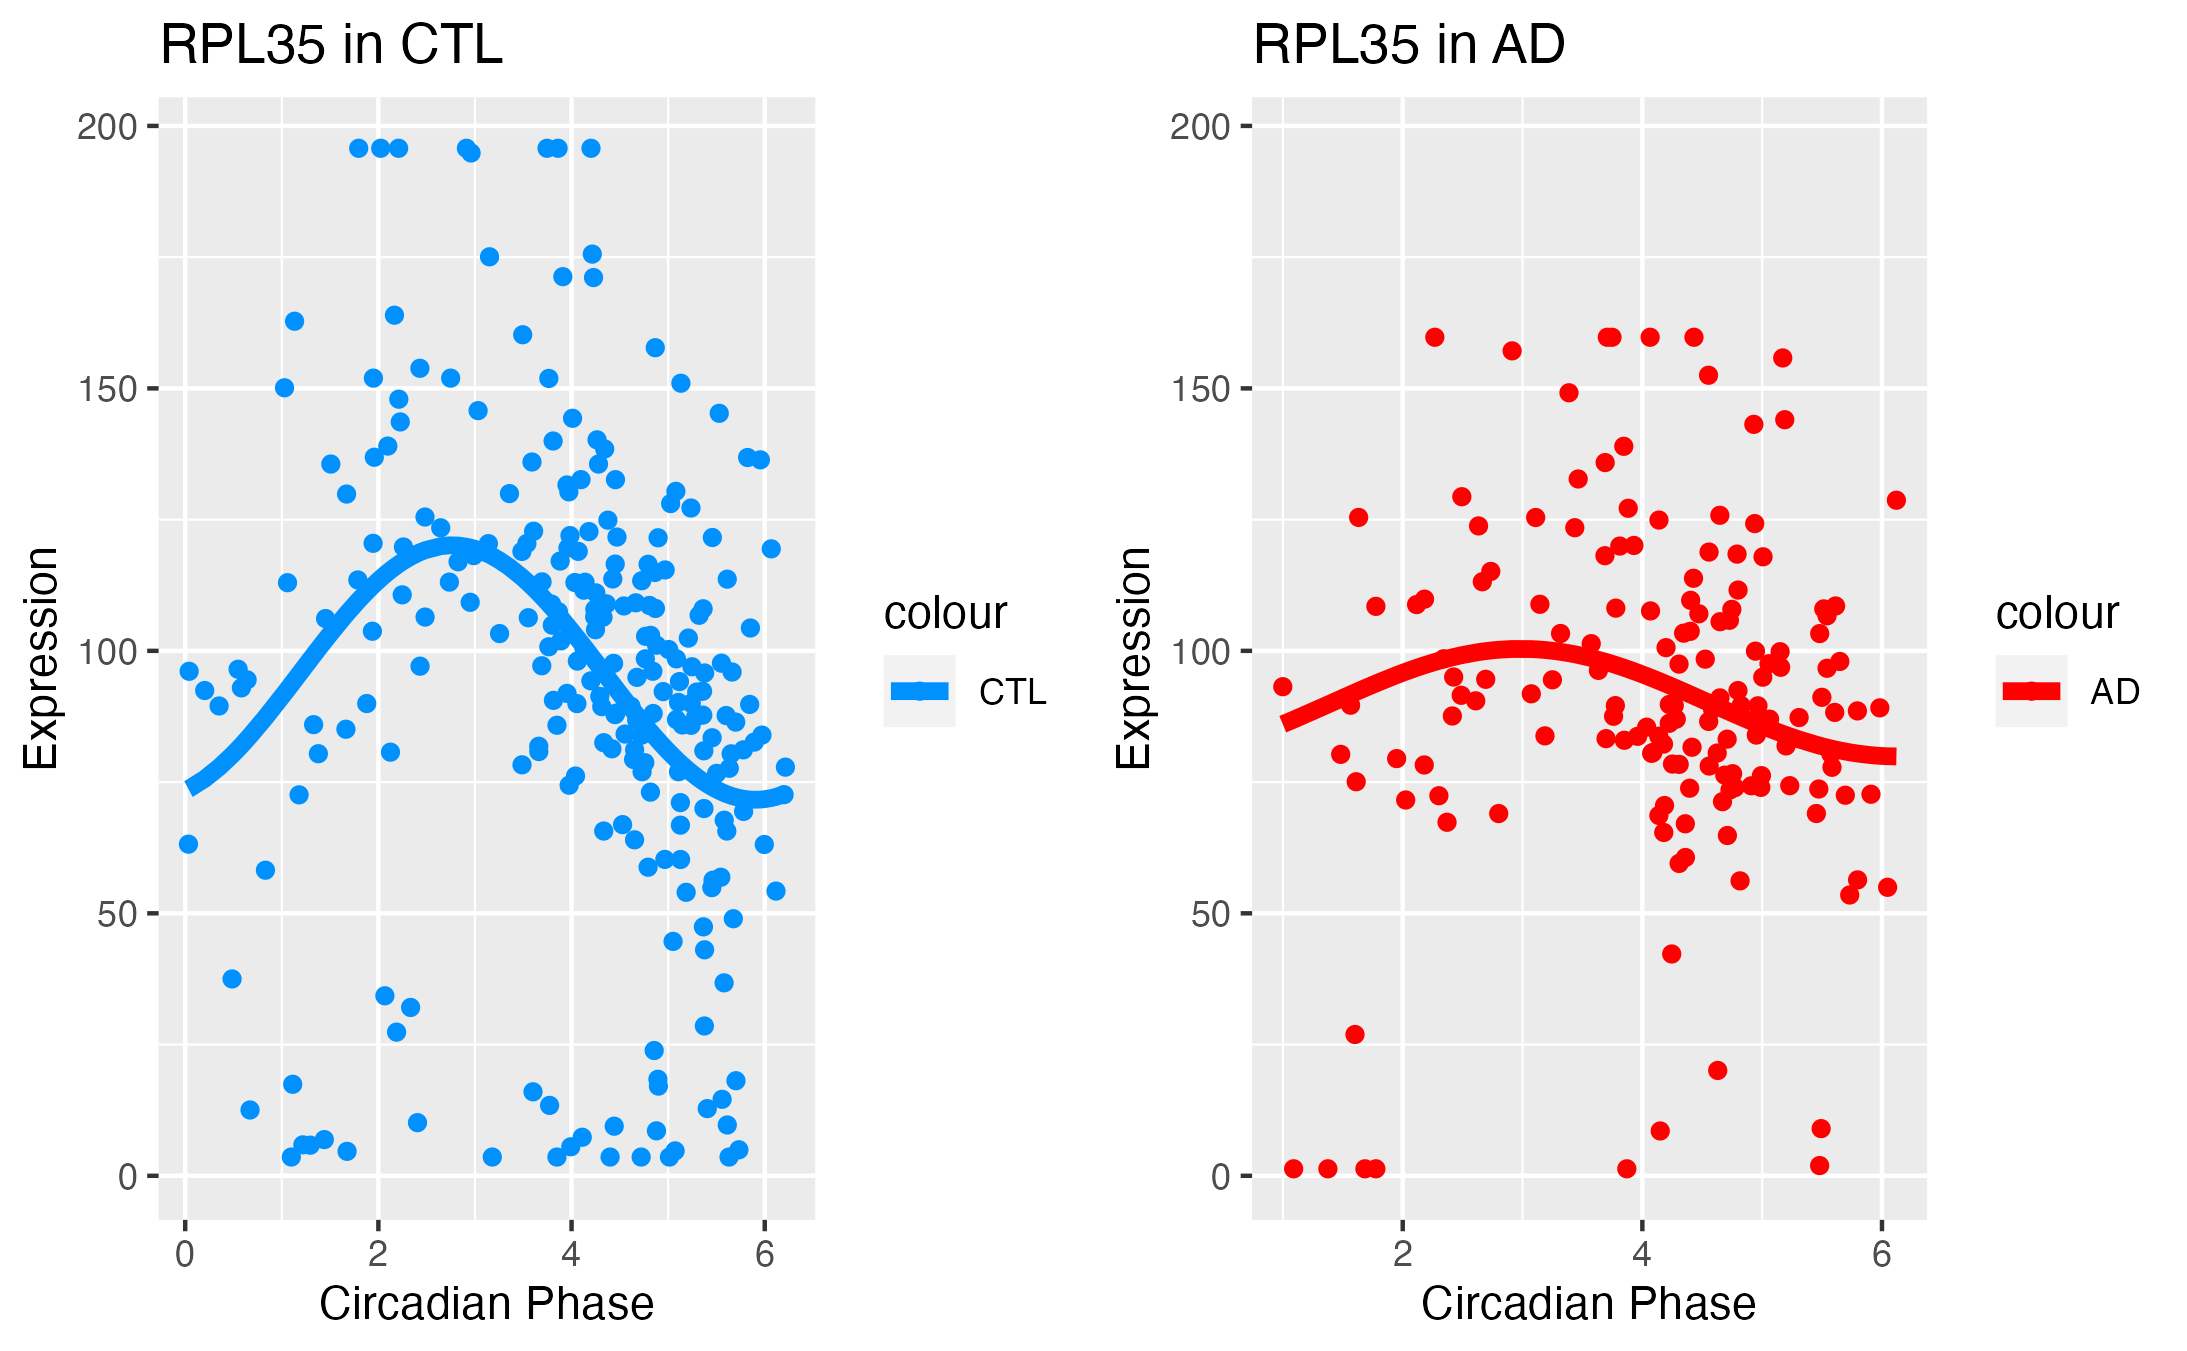 RPL35 in CTL
Expression
200
150
100
50
0
0 2 4 6
Circadian Phase
colour
CTL
RPL35 in AD
Expression
200
150
100
50
0
2 4 6
Circadian Phase
colour
AD